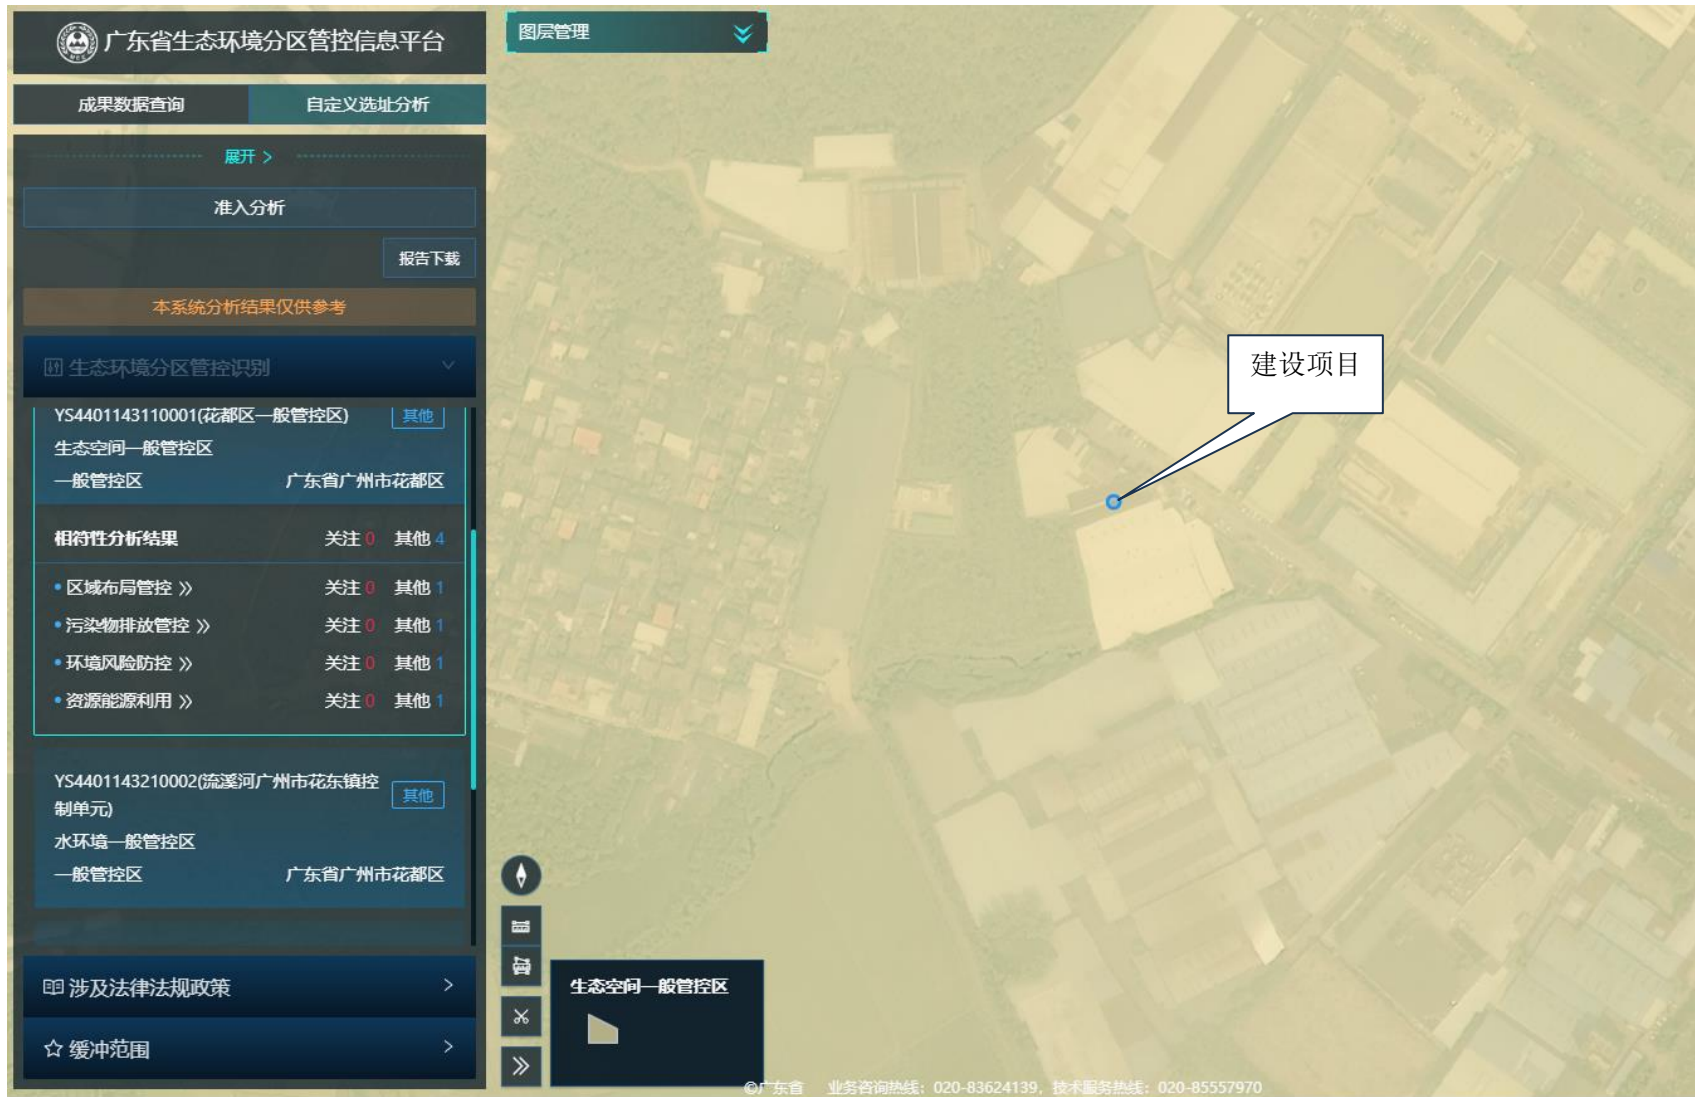 广东省生态环境分区管控信息平台
成果数据查询
自定义选址分析
展开 >
准入分析
报告下载
本系统分析结果仅供参考
生态环境分区管控识别
YS4401143110001(花都区一般管控区)
其他
生态空间一般管控区
一般管控区
广东省广州市花都区
相符性分析结果
关注 0 其他 4
区域布局管控 »
关注 0 其他 1
污染物排放管控 »
关注 0 其他 1
环境风险防控 »
关注 0 其他 1
资源能源利用 »
关注 0 其他 1
YS4401143210002(流溪河广州市花东镇控
制单元)
其他
水环境一般管控区
一般管控区
广东省广州市花都区
涉及法律法规政策
缓冲范围
图层管理
建设项目
生态空间一般管控区
©广东省 业务咨询热线：020-83624139，技术服务热线：020-85557970